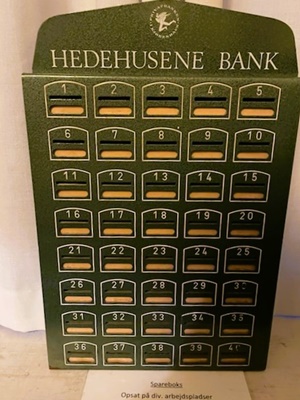 HEDEHUSENE BANK
1 2 3 4 5
6 7 8 9 10
11 12 13 14 15
16 17 18 19 20
21 22 23 24 25
26 27 28 29 30
31 32 33 34 35
36 37 38 39 40
Spareboks
Opsat på div. arbejdspladser